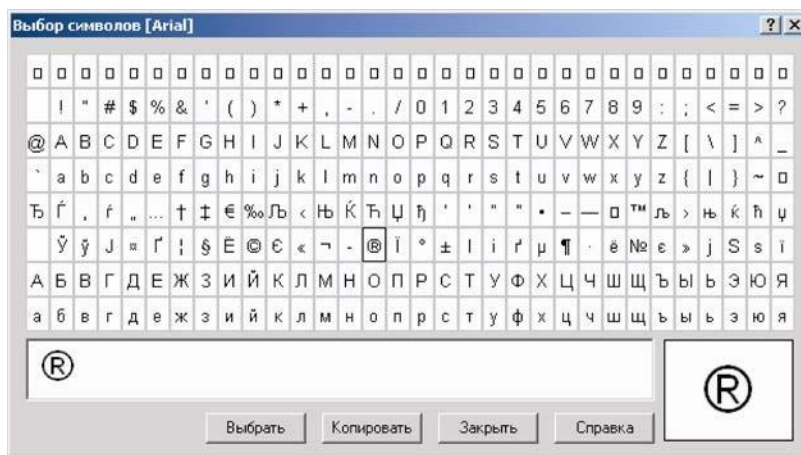 Выбор символов [Arial]
! " # $ % & ' ( ) * + , - . / 0 1 2 3 4 5 6 7 8 9 : ; < = > ?
@ A B C D E F G H I J K L M N O P Q R S T U V W X Y Z [ \ ] ^ _
` a b c d e f g h i j k l m n o p q r s t u v w x y z { | } ~
Ђ Ѓ ‚ ѓ „ … † ‡ € ‰ Љ ‹ Њ Ќ Ћ Џ ђ ‘ ’ “ ” • – — ™ љ › њ ќ ћ џ
Ў ў Ј ¤ Ґ ¦ § Ё © Є « ¬ - ® Ї ° ± І і ґ µ ¶ · ё № є » ј Ѕ ѕ ї
А Б В Г Д Е Ж З И Й К Л М Н О П Р С Т У Ф Х Ц Ч Ш Щ Ъ Ы Ь Э Ю Я
а б в г д е ж з и й к л м н о п р с т у ф х ц ч ш щ ъ ы ь э ю я
® ®
Выбрать Копировать Закрыть Справка